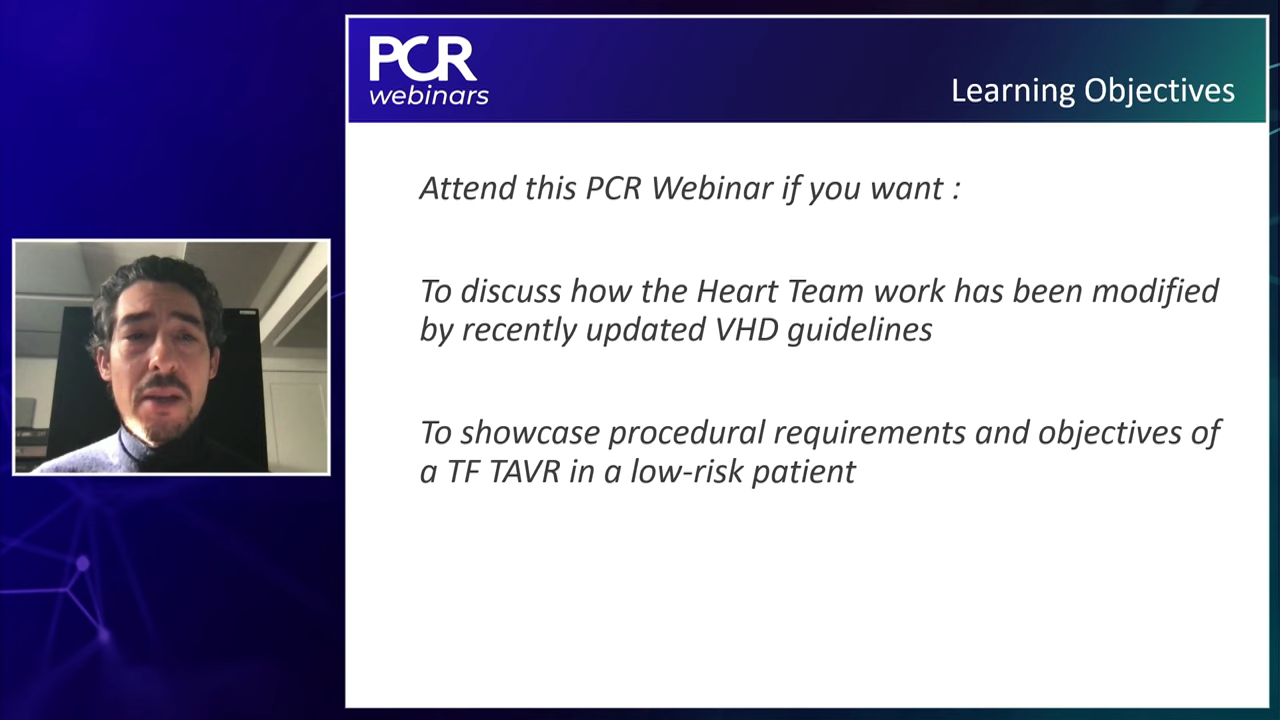 PCR
webinars
Learning Objectives
Attend this PCR Webinar if you want :
To discuss how the Heart Team work has been modified
by recently updated VHD guidelines
To showcase procedural requirements and objectives of
a TF TAVR in a low-risk patient